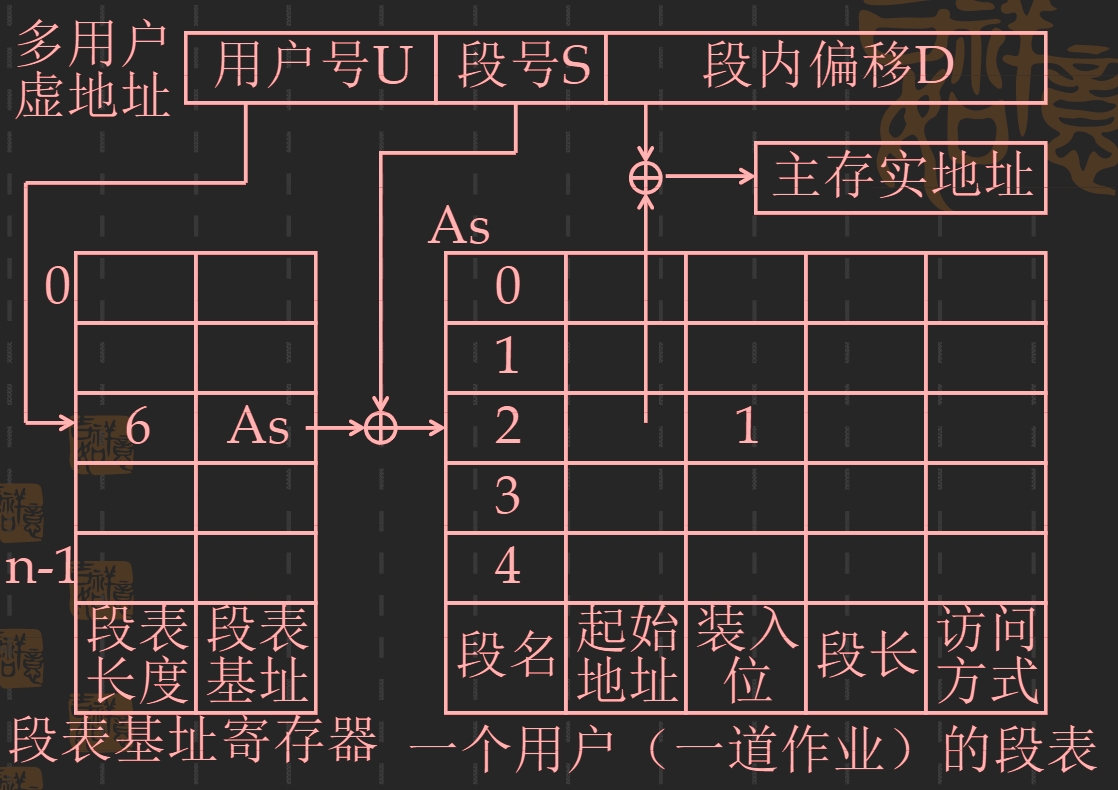 多用户
虚地址
用户号U 段号S 段内偏移D
主存实地址
As
0 0
1
6 As 2 1
3
n-1 4
段表
长度
段表
基址
段名
起始
地址
装入
位
段长
访问
方式
段表基址寄存器
一个用户（一道作业）的段表